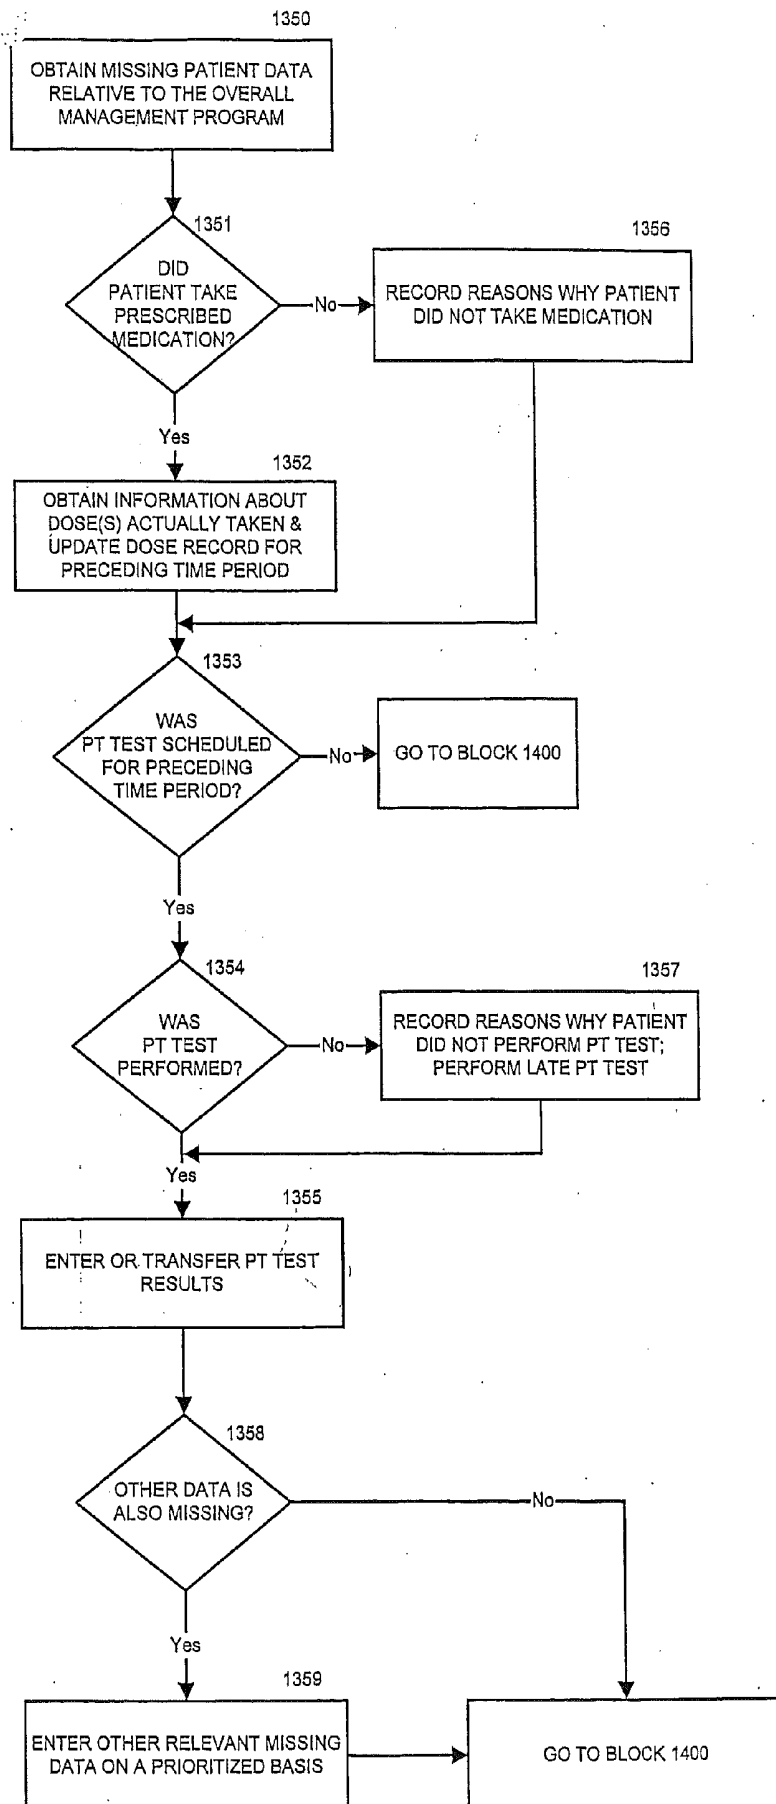 1350
OBTAIN MISSING PATIENT DATA
RELATIVE TO THE OVERALL
MANAGEMENT PROGRAM
1351
DID
PATIENT TAKE
PRESCRIBED
MEDICATION?
No
1356
RECORD REASONS WHY PATIENT
DID NOT TAKE MEDICATION
Yes
1352
OBTAIN INFORMATION ABOUT
DOSE(S) ACTUALLY TAKEN &
UPDATE DOSE RECORD FOR
PRECEDING TIME PERIOD
1353
WAS
PT TEST SCHEDULED
FOR PRECEDING
TIME PERIOD?
No
GO TO BLOCK 1400
Yes
1354
WAS
PT TEST
PERFORMED?
No
1357
RECORD REASONS WHY PATIENT
DID NOT PERFORM PT TEST;
PERFORM LATE PT TEST
Yes
1355
ENTER OR TRANSFER PT TEST
RESULTS
1358
OTHER DATA IS
ALSO MISSING?
No
Yes
1359
ENTER OTHER RELEVANT MISSING
DATA ON A PRIORITIZED BASIS
GO TO BLOCK 1400